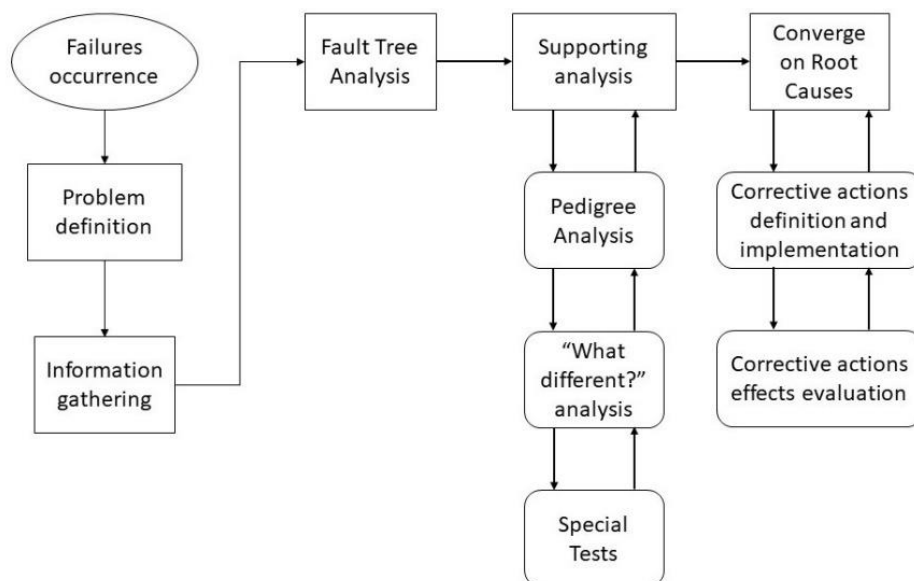 Failures
occurrence
Problem
definition
Information
gathering
Fault Tree
Analysis
Supporting
analysis
Pedigree
Analysis
“What
different?”
analysis
Special
Tests
Converge
on Root
Causes
Corrective actions
definition and
implementation
Corrective actions
effects evaluation